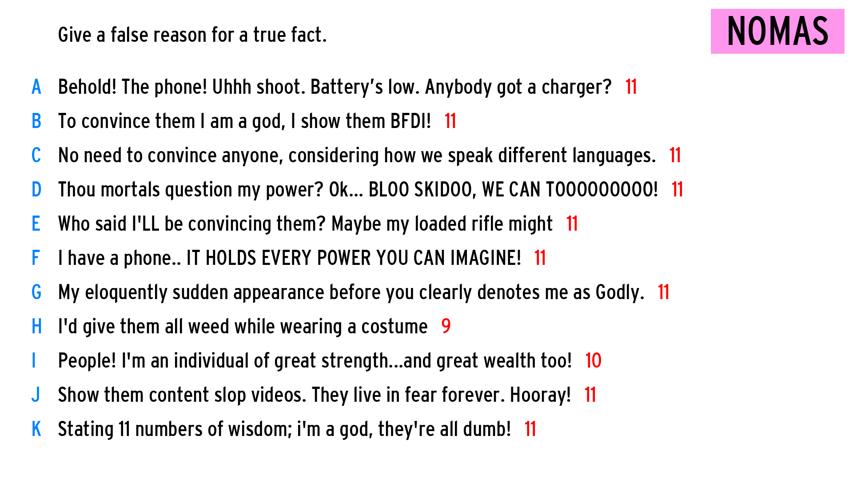 Give a false reason for a true fact.
NOMAS
A Behold! The phone! Uhhh shoot. Battery's low. Anybody got a charger? 11
B To convince them I am a god, I show them BFDI! 11
C No need to convince anyone, considering how we speak different languages. 11
D Thou mortals question my power? Ok... BLOO SKIDOO, WE CAN TOOOOOOOOO! 11
E Who said I'LL be convincing them? Maybe my loaded rifle might 11
F I have a phone.. IT HOLDS EVERY POWER YOU CAN IMAGINE! 11
G My eloquently sudden appearance before you clearly denotes me as Godly. 11
H I'd give them all weed while wearing a costume 9
I People! I'm an individual of great strength...and great wealth too! 10
J Show them content slop videos. They live in fear forever. Hooray! 11
K Stating 11 numbers of wisdom; i'm a god, they're all dumb! 11